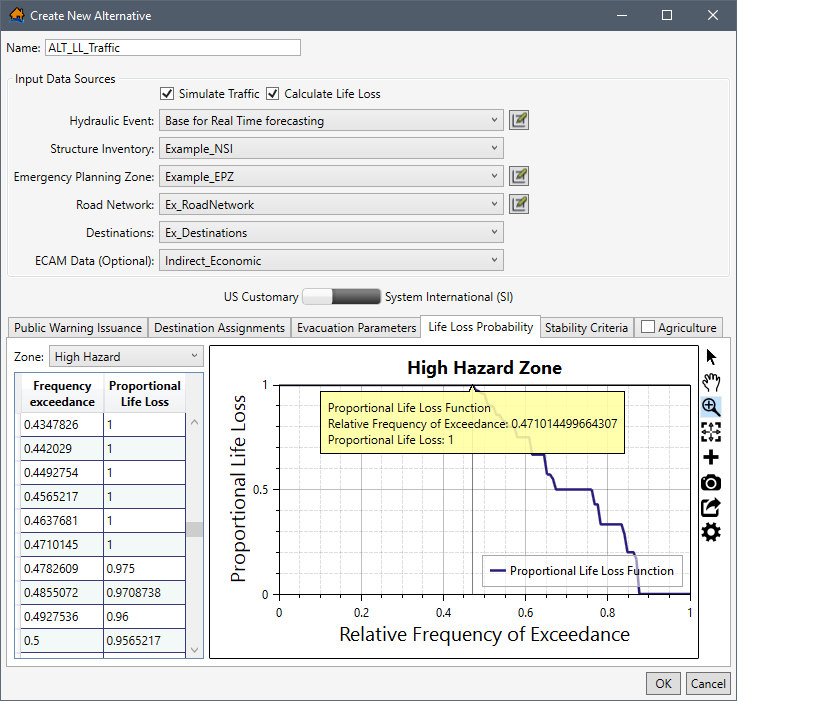 Create New Alternative
Name: ALT_LL_Traffic
Input Data Sources
Simulate Traffic Calculate Life Loss
Hydraulic Event: Base for Real Time forecasting
Structure Inventory: Example_NSI
Emergency Planning Zone: Example_EPZ
Road Network: Ex_RoadNetwork
Destinations: Ex_Destinations
ECAM Data (Optional): Indirect_Economic
US Customary System International (SI)
Public Warning Issuance Destination Assignments Evacuation Parameters Life Loss Probability Stability Criteria Agriculture
Zone: High Hazard
Frequency exceedance Proportional Life Loss
0.4347826 1
0.442029 1
0.4492754 1
0.4565217 1
0.4637681 1
0.4710145 1
0.4782609 0.975
0.4855072 0.9708738
0.4927536 0.96
0.5 0.9565217
High Hazard Zone
Proportional Life Loss
1
0.5
0
Proportional Life Loss Function
Relative Frequency of Exceedance: 0.471014499664307
Proportional Life Loss: 1
Proportional Life Loss Function
0 0.2 0.4 0.6 0.8 1
Relative Frequency of Exceedance
OK Cancel